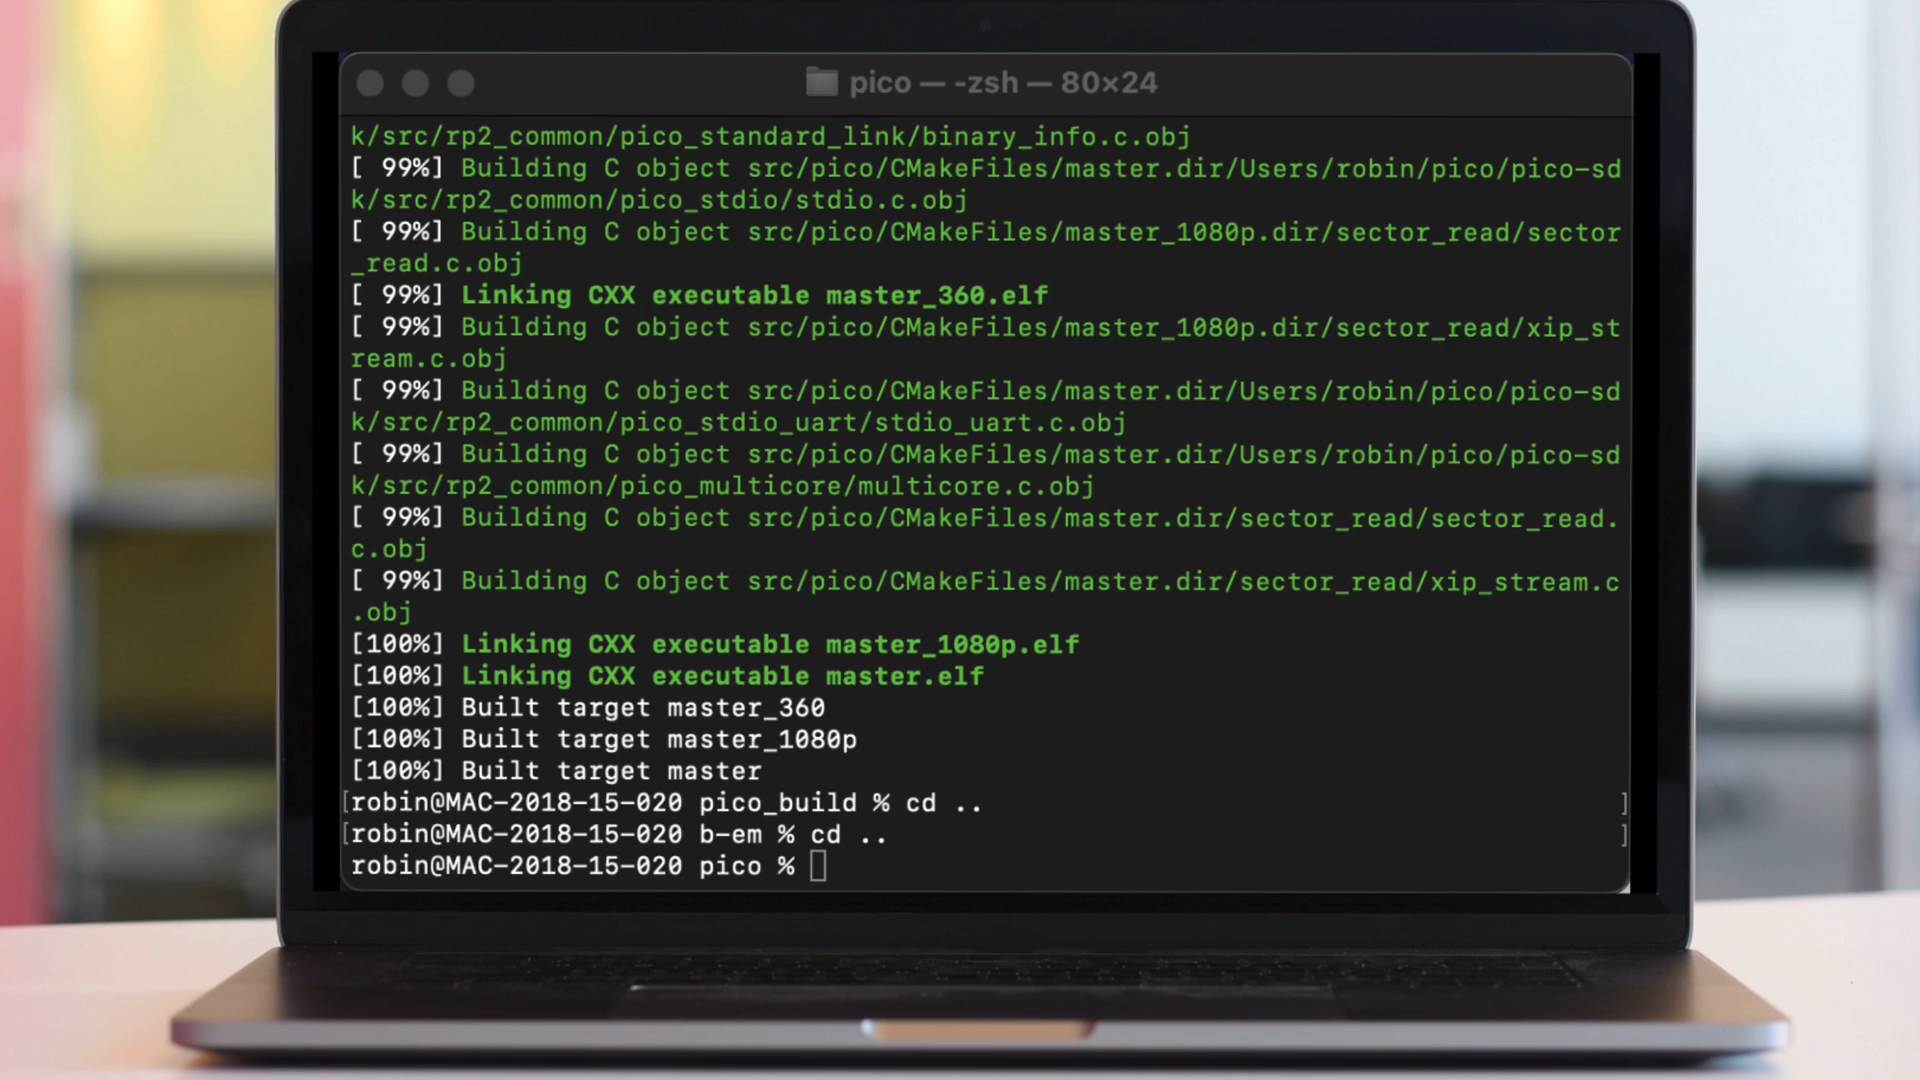 pico — -zsh — 80×24
k/src/rp2_common/pico_standard_link/binary_info.c.obj
[ 99%] Building C object src/pico/CMakeFiles/master.dir/Users/robin/pico/pico-sd
k/src/rp2_common/pico_stdio/stdio.c.obj
[ 99%] Building C object src/pico/CMakeFiles/master_1080p.dir/sector_read/sector
_read.c.obj
[ 99%] Linking CXX executable master_360.elf
[ 99%] Building C object src/pico/CMakeFiles/master_1080p.dir/sector_read/xip_st
ream.c.obj
[ 99%] Building C object src/pico/CMakeFiles/master.dir/Users/robin/pico/pico-sd
k/src/rp2_common/pico_stdio_uart/stdio_uart.c.obj
[ 99%] Building C object src/pico/CMakeFiles/master.dir/Users/robin/pico/pico-sd
k/src/rp2_common/pico_multicore/multicore.c.obj
[ 99%] Building C object src/pico/CMakeFiles/master.dir/sector_read/sector_read.
c.obj
[ 99%] Building C object src/pico/CMakeFiles/master.dir/sector_read/xip_stream.c
.obj
[100%] Linking CXX executable master_1080p.elf
[100%] Linking CXX executable master.elf
[100%] Built target master_360
[100%] Built target master_1080p
[100%] Built target master
[robin@MAC-2018-15-020 pico_build % cd .. ]
[robin@MAC-2018-15-020 b-em % cd .. ]
robin@MAC-2018-15-020 pico %